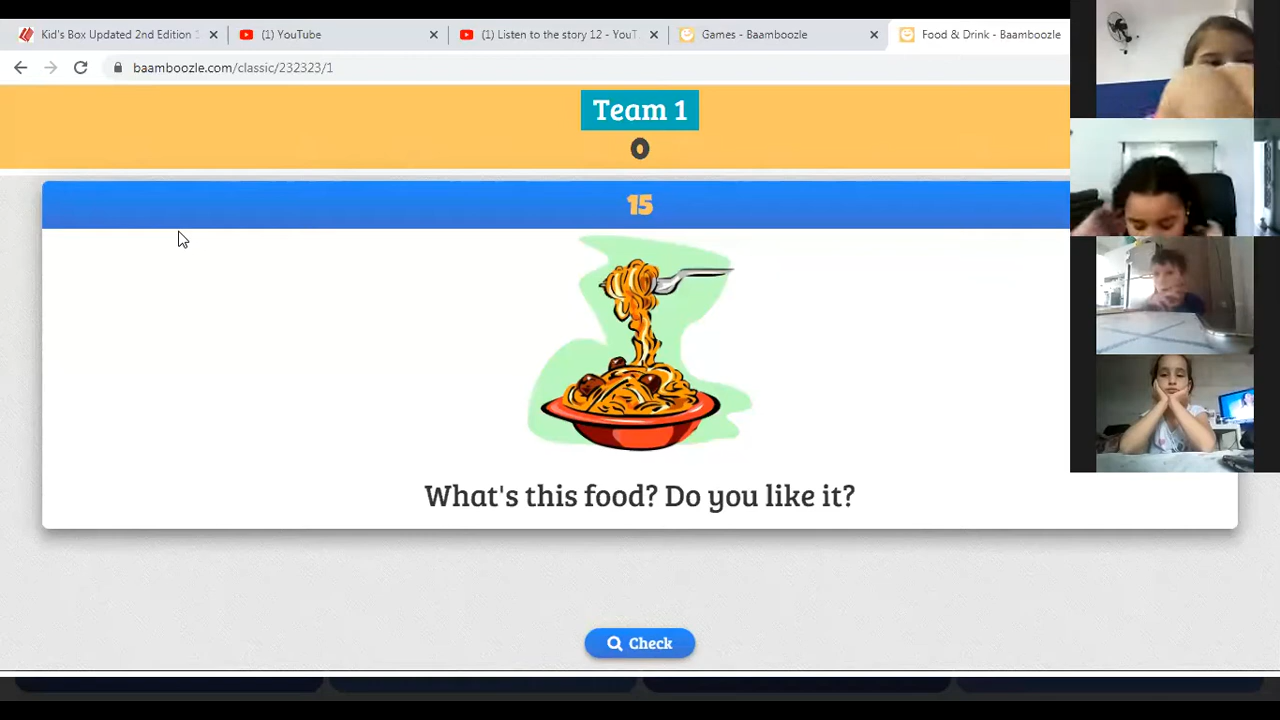 Kid's Box Updated 2nd Edition 1
(1) YouTube
(1) Listen to the story 12 - YouT
Games - Baamboozle
Food & Drink - Baamboozle
baamboozle.com/classic/232323/1
Team 1
0
15
What's this food? Do you like it?
Check